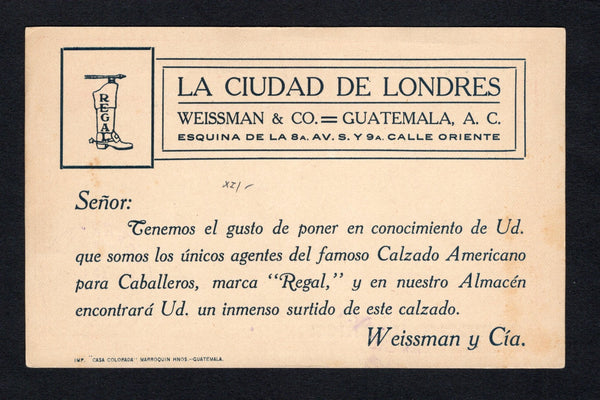 REGAL
LA CIUDAD DE LONDRES
WEISSMAN & CO.=GUATEMALA, A. C.
ESQUINA DE LA 8A. AV. S. Y 9A. CALLE ORIENTE
Señor:
Tenemos el gusto de poner en conocimiento de Ud.
que somos los únicos agentes del famoso Calzado Americano
para Caballeros, marca "Regal," y en nuestro Almacén
encontrará Ud. un inmenso surtido de este calzado.
Weissman y Cía.
IMP. "CASA COLORADA" MARROQUIN HNOS.—GUATEMALA.